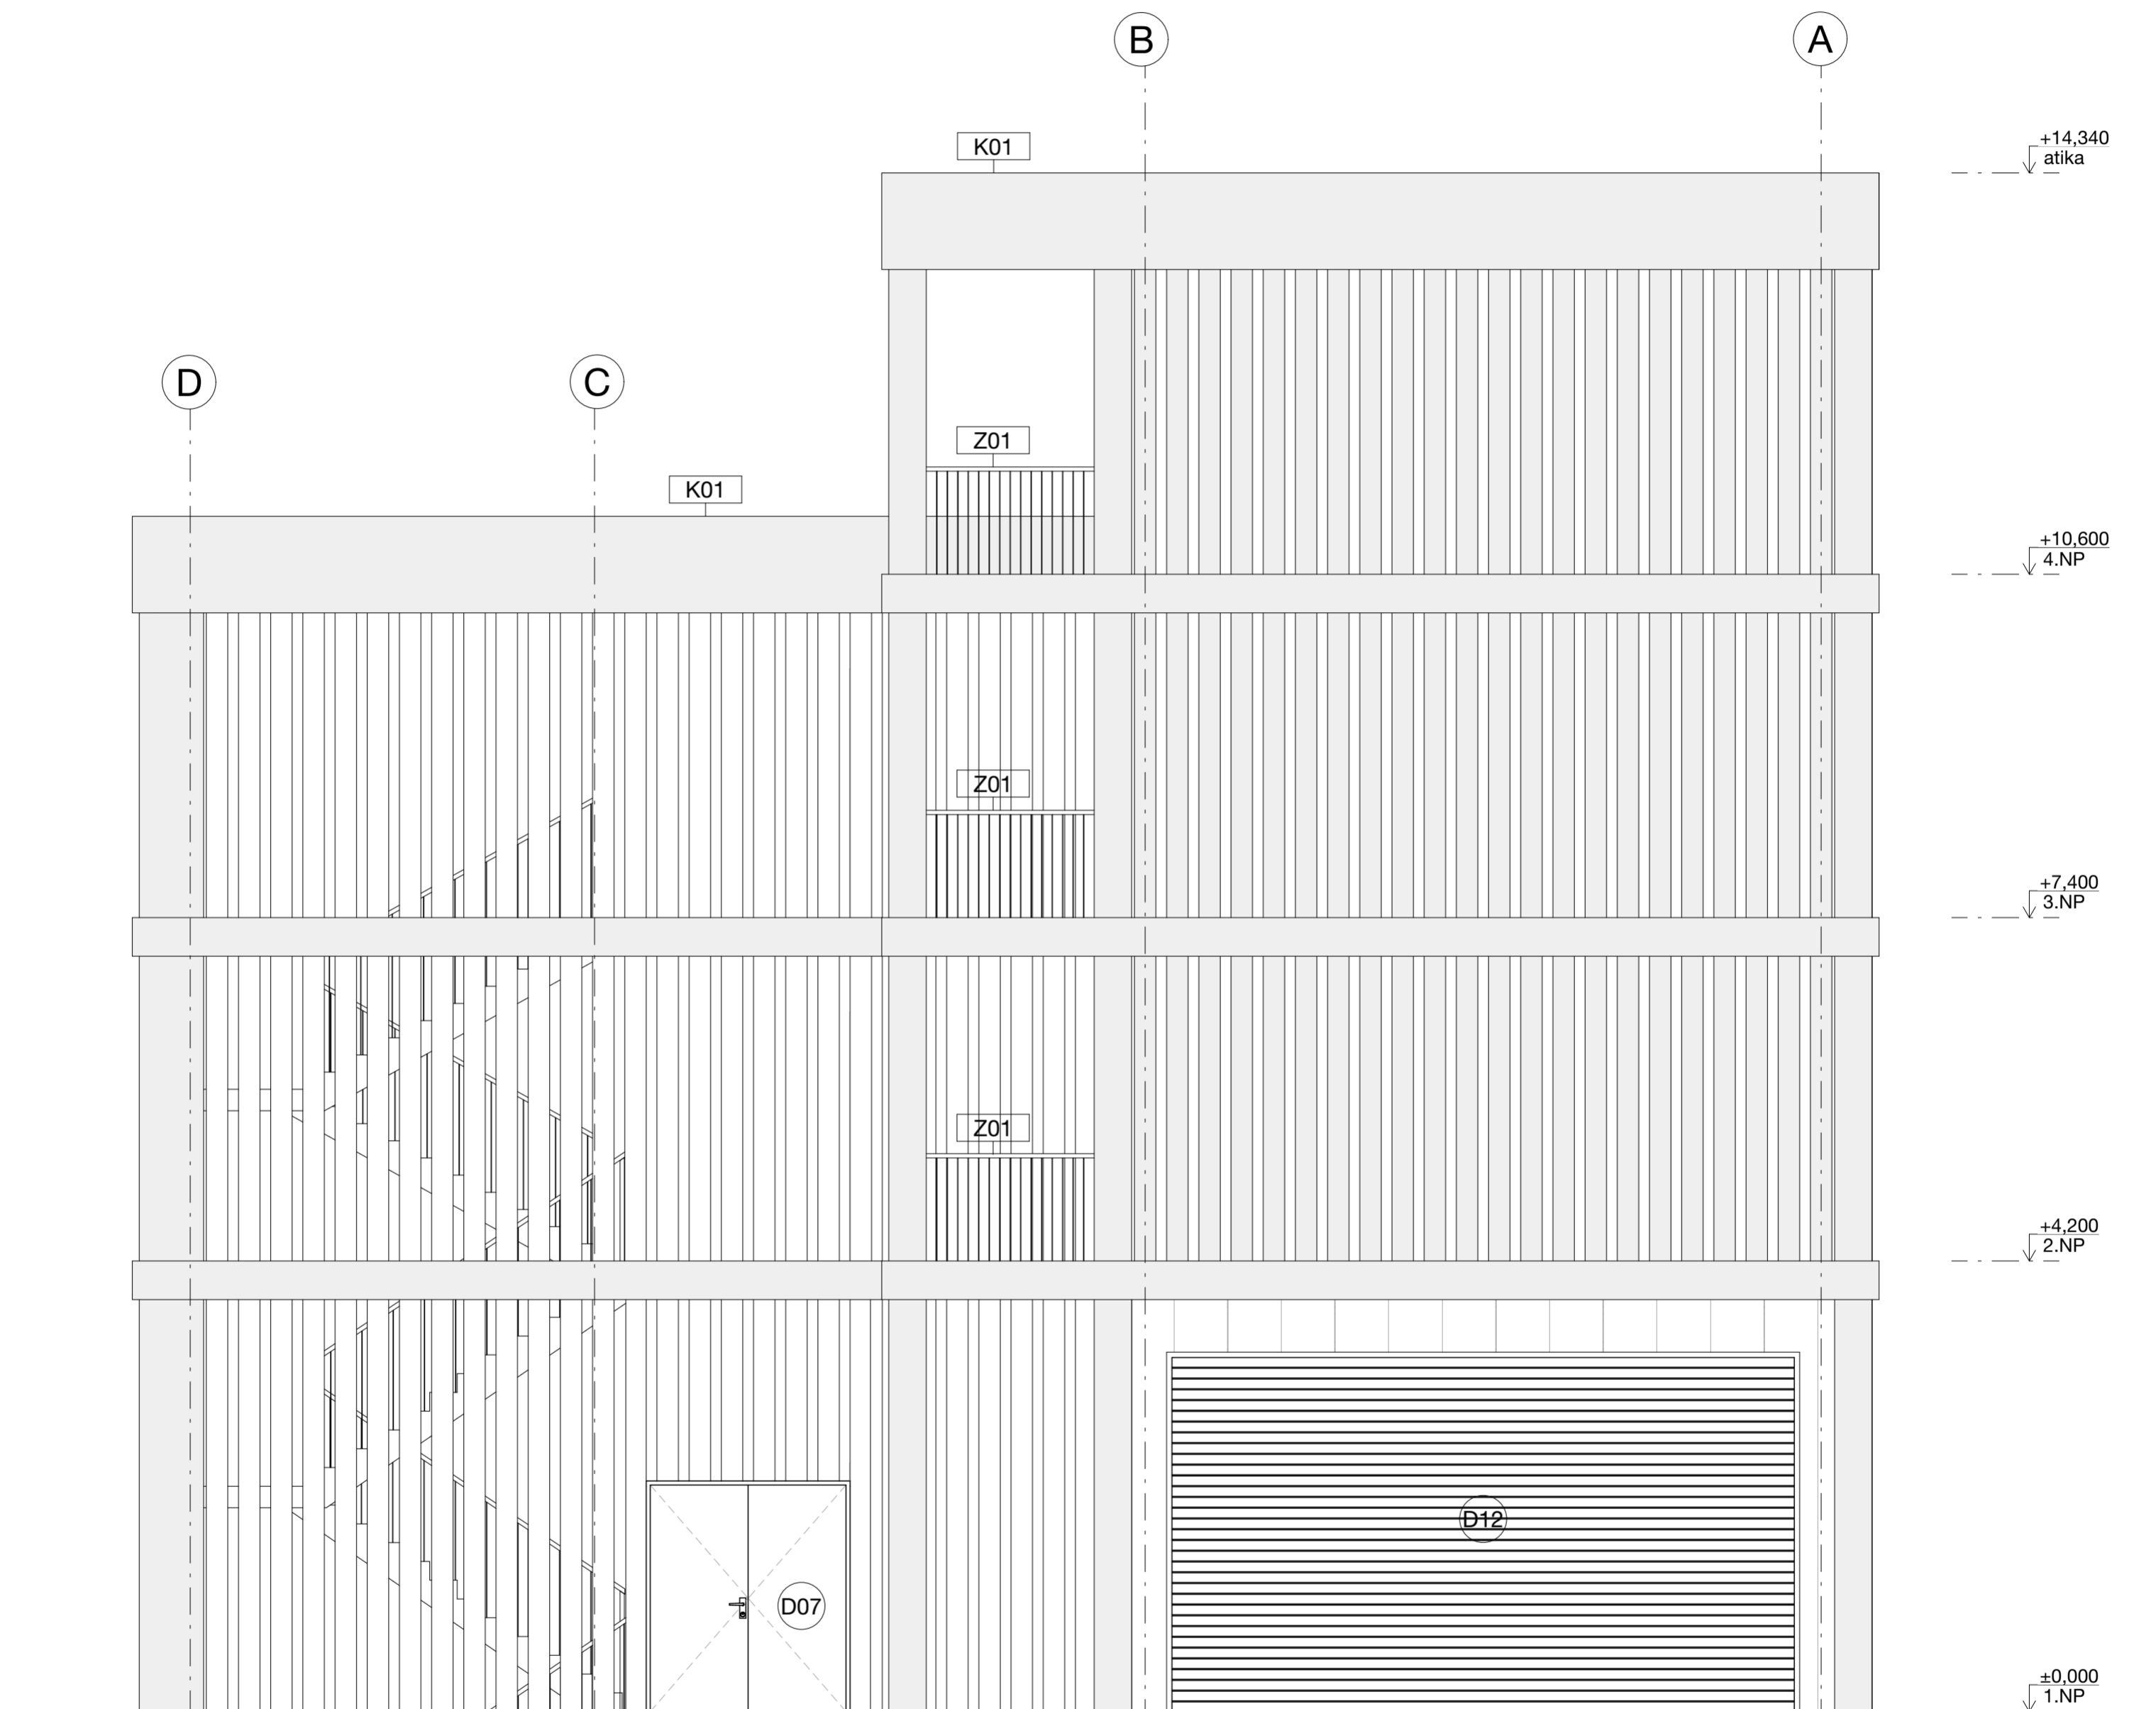 B
A
K01
+14,340
atika
D
C
Z01
K01
+10,600
4.NP
Z01
+7,400
3.NP
Z01
+4,200
2.NP
D12
D07
±0,000
1.NP